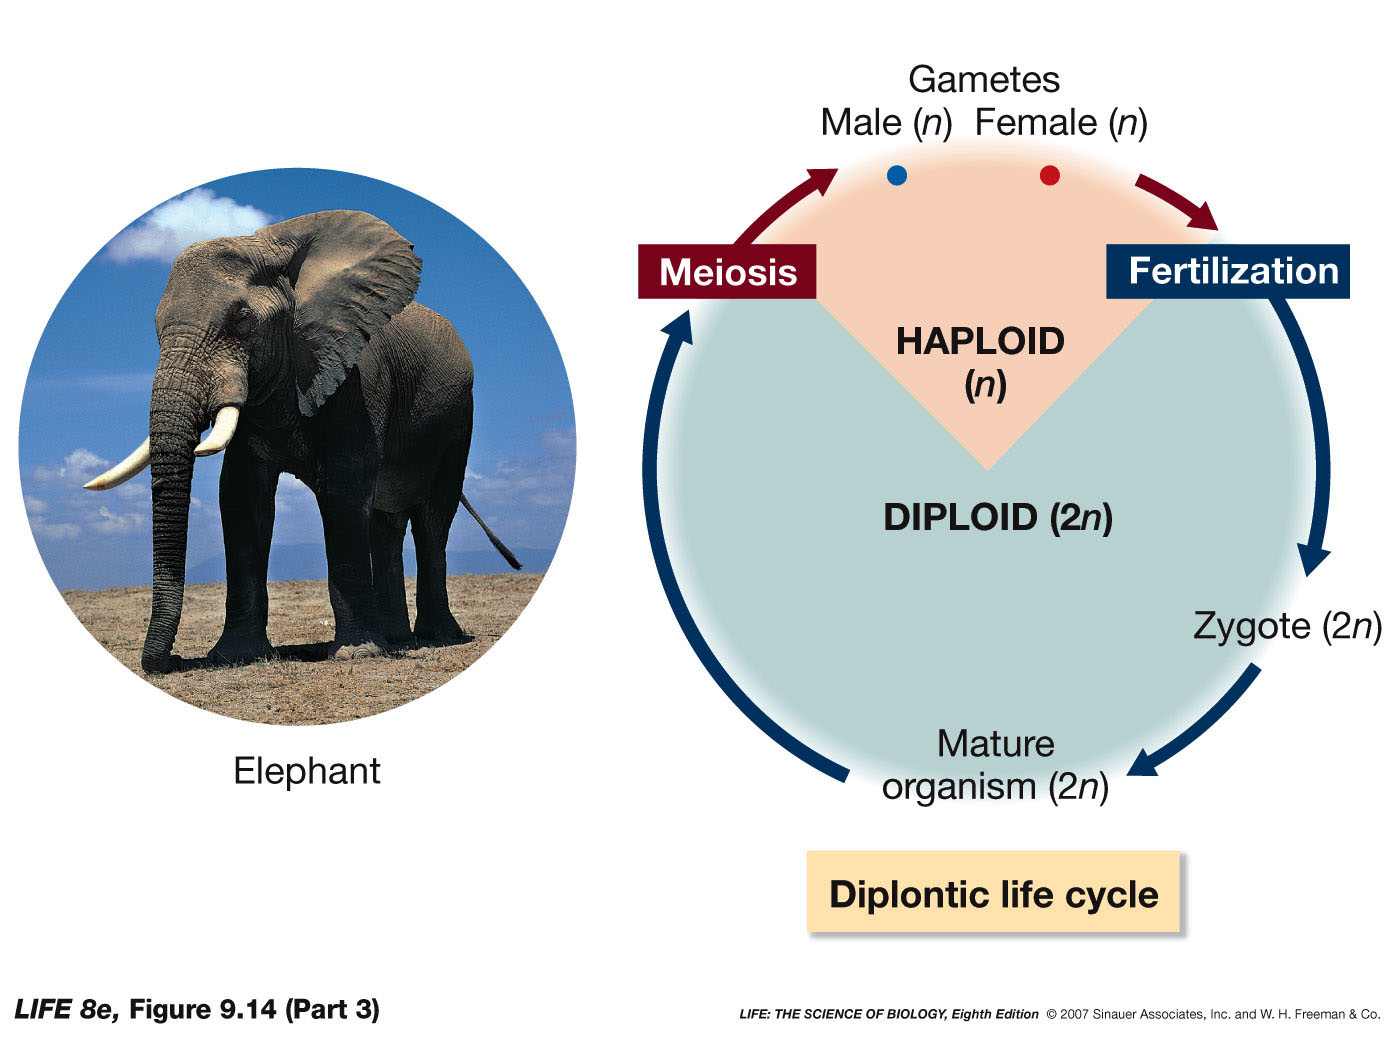 Gametes
Male (n) Female (n)
Meiosis
Fertilization
HAPLOID
(n)
DIPLOID (2n)
Zygote (2n)
Mature
organism (2n)
Elephant
Diplontic life cycle
LIFE 8e, Figure 9.14 (Part 3)
LIFE: THE SCIENCE OF BIOLOGY, Eighth Edition © 2007 Sinauer Associates, Inc. and W. H. Freeman & Co.